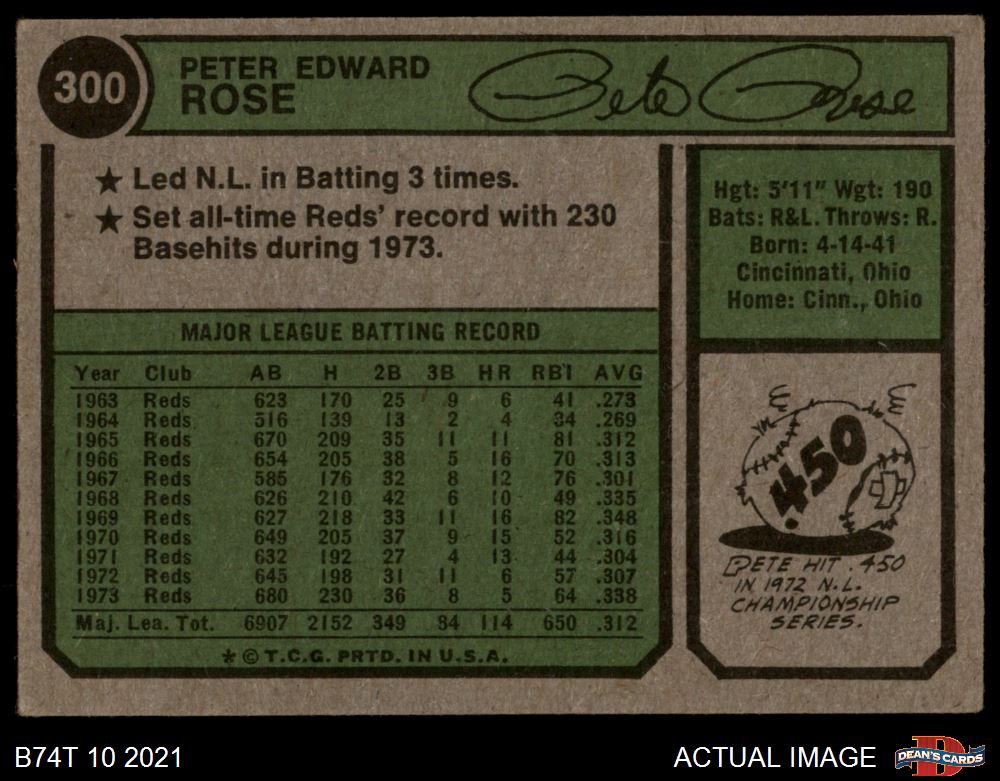 300
PETER EDWARD
ROSE
Pete Rose
★ Led N.L. in Batting 3 times.
★ Set all-time Reds' record with 230
Basehits during 1973.
Hgt: 5'11" Wgt: 190
Bats: R&L. Throws: R.
Born: 4-14-41
Cincinnati, Ohio
Home: Cinn., Ohio
MAJOR LEAGUE BATTING RECORD
Year Club AB H 2B 3B HR RBI AVG
1963 Reds 623 170 25 9 6 41 .273
1964 Reds 516 139 13 2 4 34 .269
1965 Reds 670 209 35 11 11 81 .312
1966 Reds 654 205 38 5 16 70 .313
1967 Reds 585 176 32 8 12 76 .301
1968 Reds 626 210 42 6 10 49 .335
1969 Reds 627 218 33 11 16 82 .348
1970 Reds 649 205 37 9 15 52 .316
1971 Reds 632 192 27 4 13 44 .304
1972 Reds 645 198 31 11 6 57 .307
1973 Reds 680 230 36 8 5 64 .338
Maj. Lea. Tot. 6907 2152 349 84 114 650 .312
* © T.C.G. PRTD. IN U.S.A.
.450
PETE HIT .450
IN 1972 N.L.
CHAMPIONSHIP
SERIES.
B74T 10 2021
ACTUAL IMAGE
D
DEAN'S CARDS